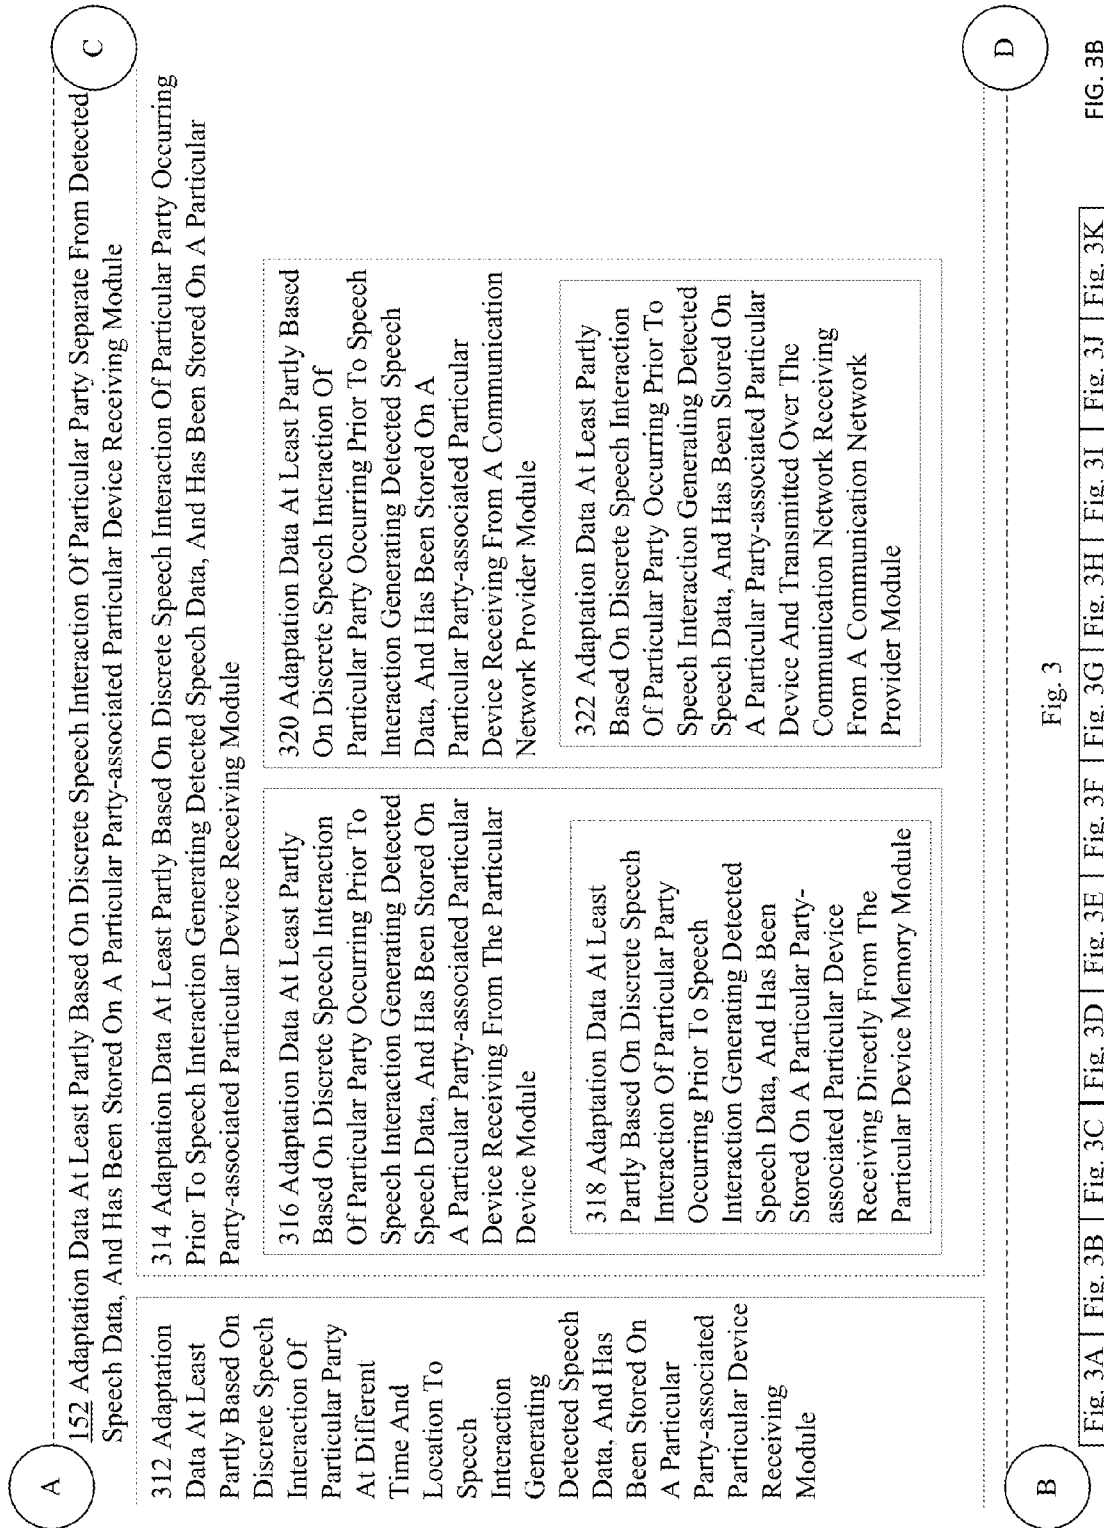 A
C
152 Adaptation Data At Least Partly Based On Discrete Speech Interaction Of Particular Party Separate From Detected
Speech Data, And Has Been Stored On A Particular Party-associated Particular Device Receiving Module
312 Adaptation
Data At Least
Partly Based On
Discrete Speech
Interaction Of
Particular Party
At Different
Time And
Location To
Speech
Interaction
Generating
Detected Speech
Data, And Has
Been Stored On
A Particular
Party-associated
Particular Device
Receiving
Module
314 Adaptation Data At Least Partly Based On Discrete Speech Interaction Of Particular Party Occurring
Prior To Speech Interaction Generating Detected Speech Data, And Has Been Stored On A Particular
Party-associated Particular Device Receiving Module
316 Adaptation Data At Least Partly
Based On Discrete Speech Interaction
Of Particular Party Occurring Prior To
Speech Interaction Generating Detected
Speech Data, And Has Been Stored On
A Particular Party-associated Particular
Device Receiving From The Particular
Device Module
318 Adaptation Data At Least
Partly Based On Discrete Speech
Interaction Of Particular Party
Occurring Prior To Speech
Interaction Generating Detected
Speech Data, And Has Been
Stored On A Particular Party-
associated Particular Device
Receiving Directly From The
Particular Device Memory Module
320 Adaptation Data At Least Partly Based
On Discrete Speech Interaction Of
Particular Party Occurring Prior To Speech
Interaction Generating Detected Speech
Data, And Has Been Stored On A
Particular Party-associated Particular
Device Receiving From A Communication
Network Provider Module
322 Adaptation Data At Least Partly
Based On Discrete Speech Interaction
Of Particular Party Occurring Prior To
Speech Interaction Generating Detected
Speech Data, And Has Been Stored On
A Particular Party-associated Particular
Device And Transmitted Over The
Communication Network Receiving
From A Communication Network
Provider Module
B
D
Fig. 3
Fig. 3A Fig. 3B Fig. 3C Fig. 3D Fig. 3E Fig. 3F Fig. 3G Fig. 3H Fig. 3I Fig. 3J Fig. 3K
FIG. 3B